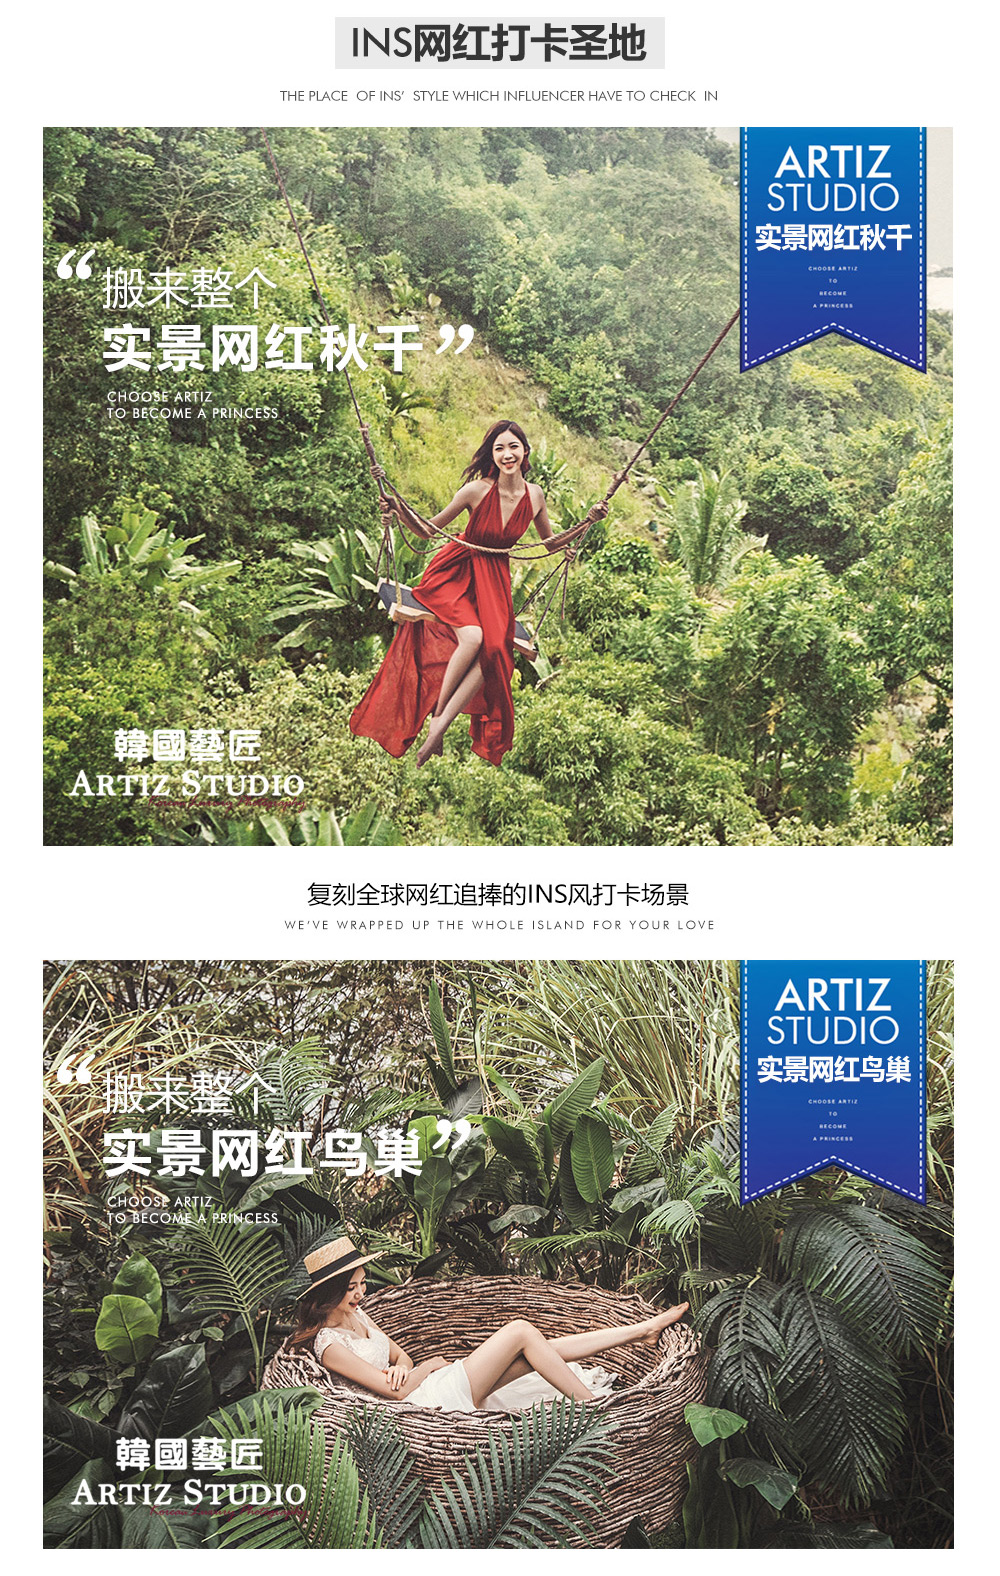 INS网红打卡圣地
THE PLACE OF INS' STYLE WHICH INFLUENCER HAVE TO CHECK IN
ARTIZ
STUDIO
实景网红秋千
CHOOSE ARTIZ
TO
BECOME
A PRINCESS
“搬来整个
实景网红秋千”
CHOOSE ARTIZ
TO BECOME A PRINCESS
韓國藝匠
ARTIZ STUDIO
复刻全球网红追捧的INS风打卡场景
WE'VE WRAPPED UP THE WHOLE ISLAND FOR YOUR LOVE
ARTIZ
STUDIO
实景网红鸟巢
CHOOSE ARTIZ
TO
BECOME
A PRINCESS
“搬来整个
实景网红鸟巢”
CHOOSE ARTIZ
TO BECOME A PRINCESS
韓國藝匠
ARTIZ STUDIO